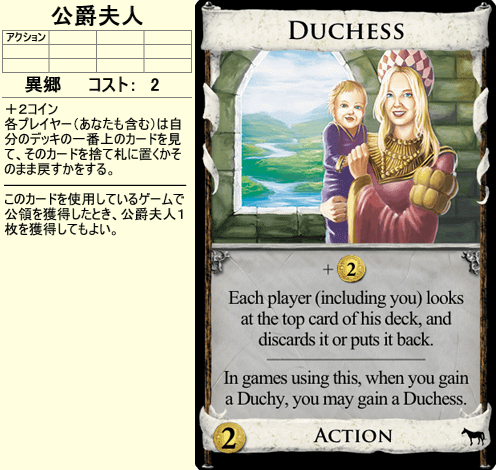 公爵夫人
アクション
異郷　コスト：　2
＋２コイン
各プレイヤー（あなたも含む）は自
分のデッキの一番上のカードを見
て、そのカードを捨て札に置くかそ
のまま戻すかをする。
このカードを使用しているゲームで
公領を獲得したとき、公爵夫人１
枚を獲得してもよい。
DUCHESS
+ 2
Each player (including you) looks
at the top card of his deck, and
discards it or puts it back.
In games using this, when you gain
a Duchy, you may gain a Duchess.
2 ACTION